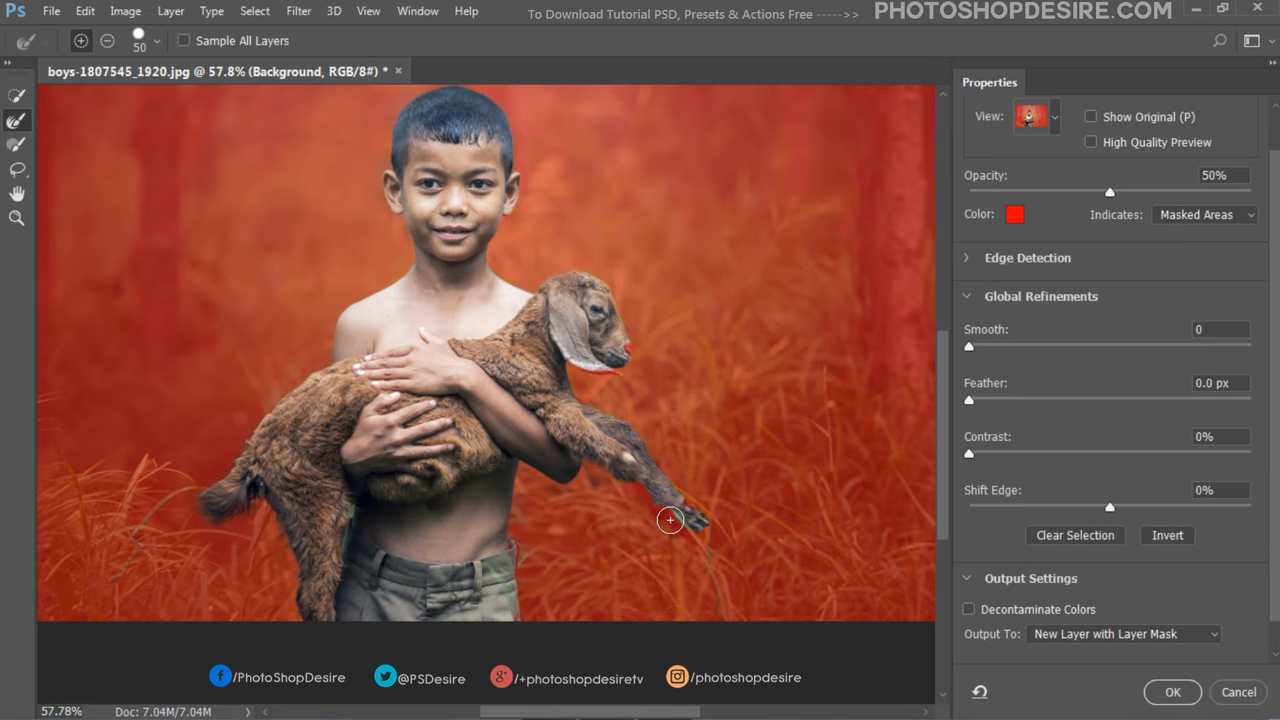 Ps File Edit Image Layer Type Select Filter 3D View Window Help To Download Tutorial PSD, Presets & Actions Free ----->> PHOTOSHOPDESIRE.COM
50 Sample All Layers
boys-1807545_1920.jpg @ 57.8% (Background, RGB/8#) * ×
Properties
View: Show Original (P)
High Quality Preview
Opacity: 50%
Color: Indicates: Masked Areas
Edge Detection
Global Refinements
Smooth: 0
Feather: 0.0 px
Contrast: 0%
Shift Edge: 0%
Clear Selection Invert
Output Settings
Decontaminate Colors
Output To: New Layer with Layer Mask
/PhotoShopDesire @PSDesire /+photoshopdesiretv /photoshopdesire
OK Cancel
57.78% Doc: 7.04M/7.04M